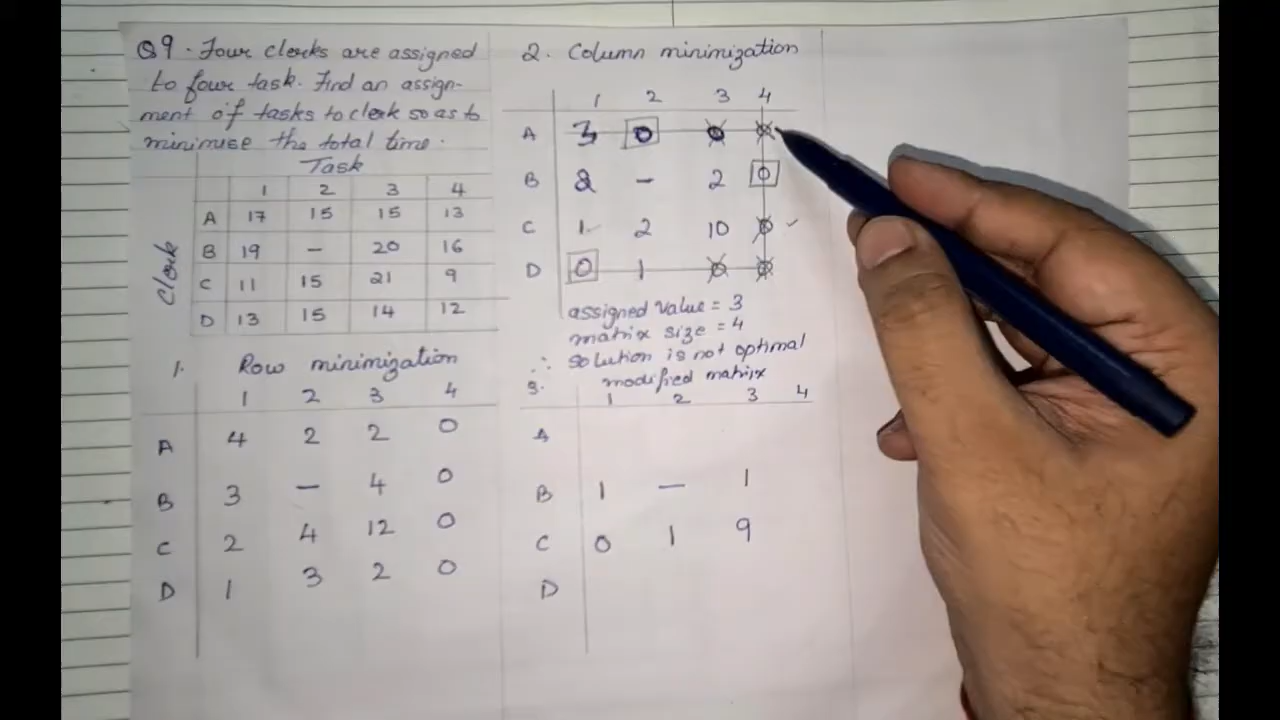 Q9. Four clerks are assigned
to four task. Find an assign-
ment of tasks to clerk so as to
minimise the total time.
Task
1 2 3 4
A 17 15 15 13
B 19 - 20 16
C 11 15 21 9
D 13 15 14 12
Clerk
1. Row minimization
1 2 3 4
A 4 2 2 0
B 3 - 4 0
C 2 4 12 0
D 1 3 2 0
2. Column minimization
1 2 3 4
A 3 0 0 0
B 2 - 2 0
C 1 2 10 0 ✓
D 0 1 0 0
assigned value = 3
matrix size = 4
∴ solution is not optimal
3. modified matrix
1 2 3 4
A
B 1 - 1
C 0 1 9
D